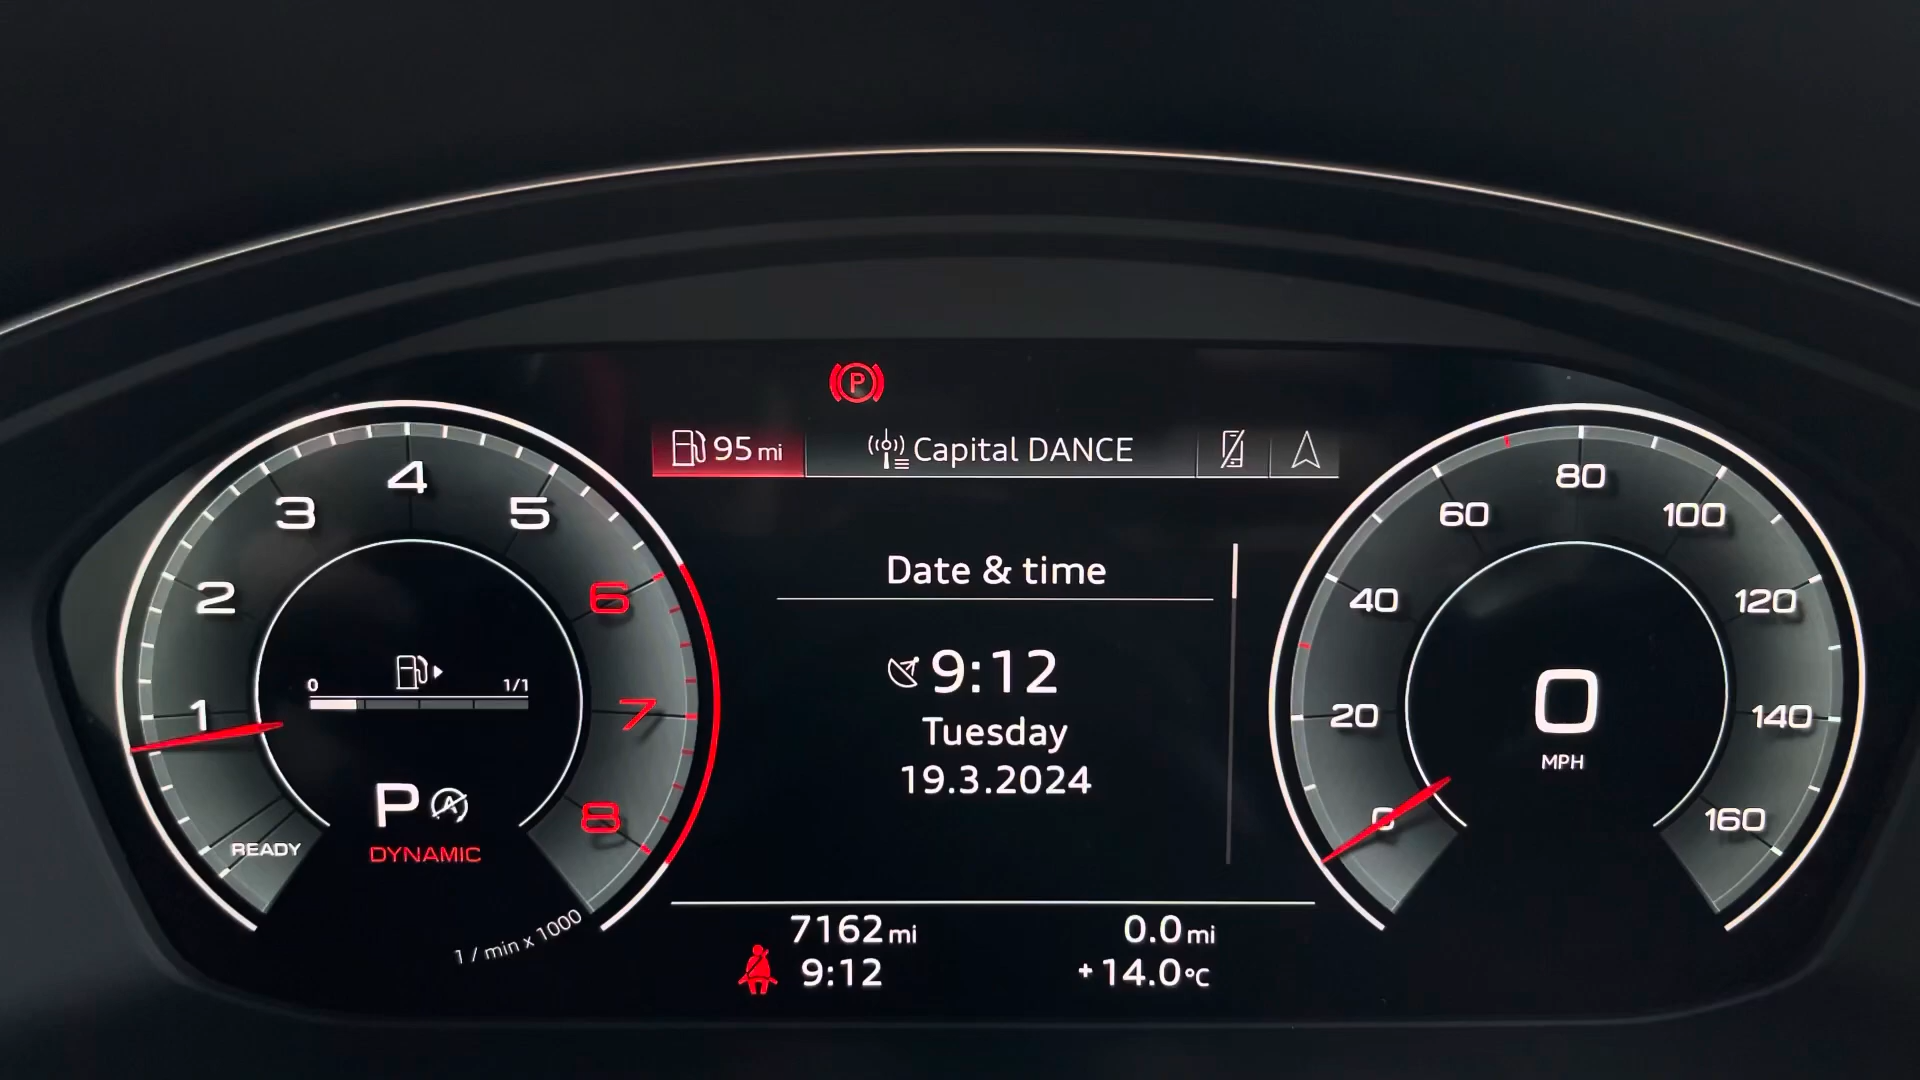 P
95 mi
Capital DANCE
Date & time
9:12
Tuesday
19.3.2024
7162 mi
0.0 mi
9:12
+14.0°C
READY
1
2
3
4
5
6
7
8
0
1/1
P
A
DYNAMIC
1 / min x 1000
0
20
40
60
80
100
120
140
160
0
MPH